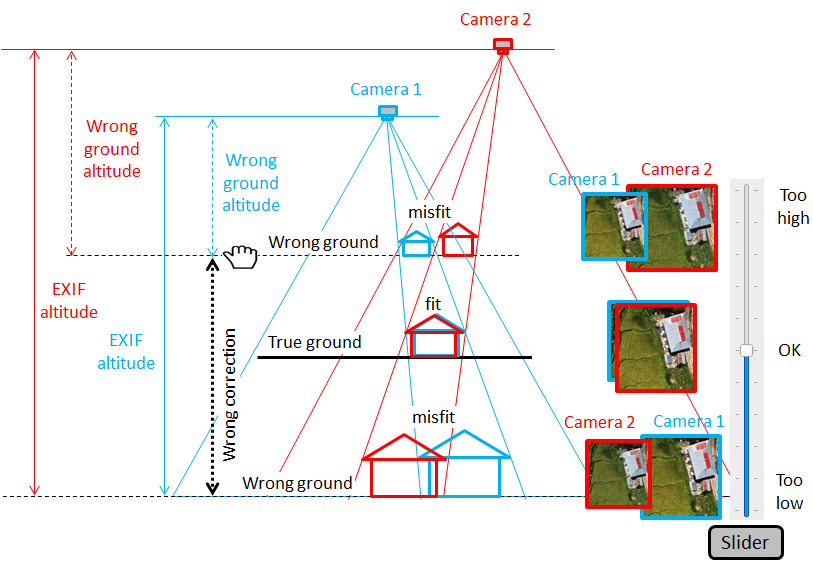 Camera 2
Camera 1
Wrong
ground
altitude
Wrong
ground
altitude
misfit
Wrong ground
Camera 1
Camera 2
Too
high
EXIF
altitude
EXIF
altitude
Wrong correction
fit
True ground
OK
misfit
Wrong ground
Camera 2
Camera 1
Too
low
Slider